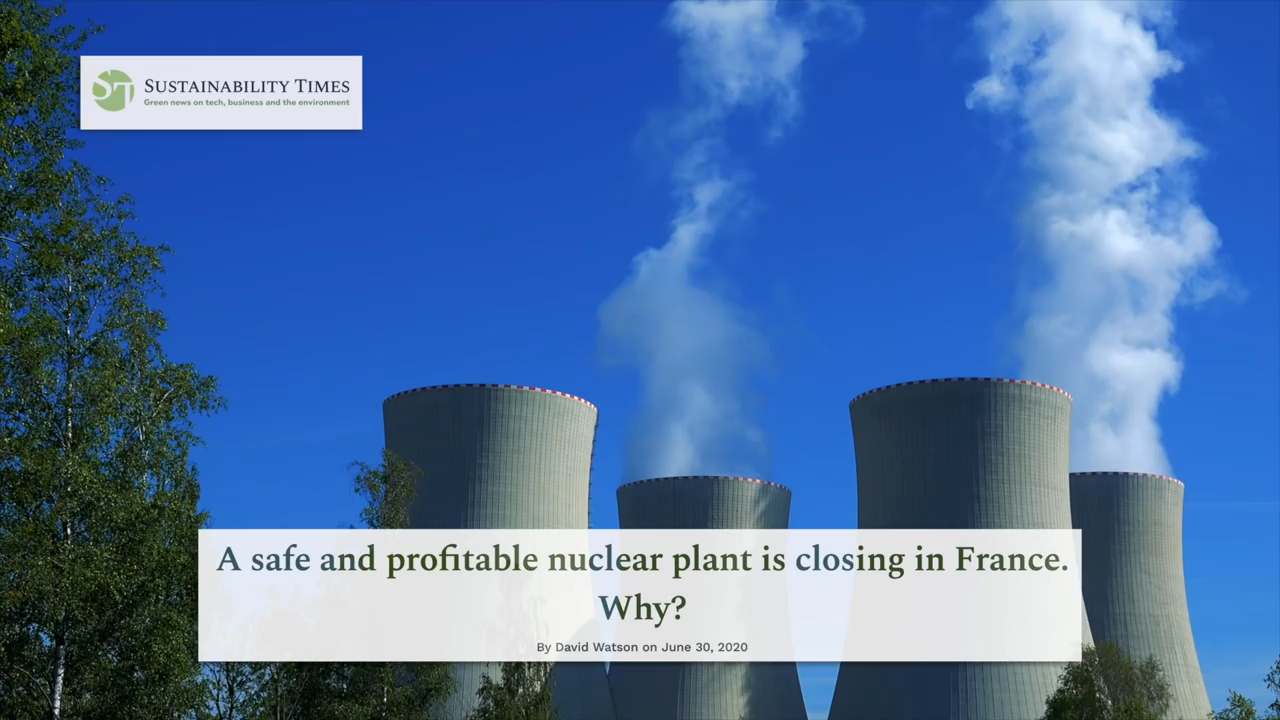 ST
SUSTAINABILITY TIMES
Green news on tech, business and the environment
A safe and profitable nuclear plant is closing in France.
Why?
By David Watson on June 30, 2020